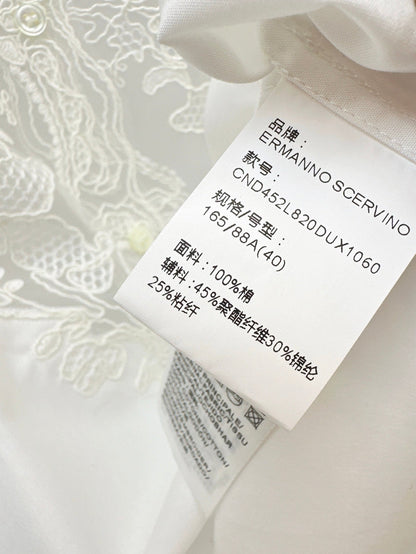 品牌：
ERMANNO SCERVINO
款号：
CND452L820DUX1060
规格/号型：
165/88A(40)
面料：100%棉
辅料：45%聚酯纤维30%锦纶
25%粘纤